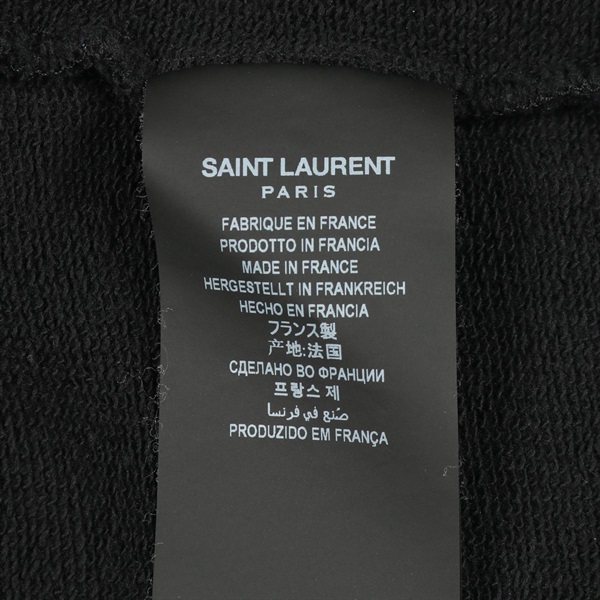 SAINT LAURENT
PARIS
FABRIQUE EN FRANCE
PRODOTTO IN FRANCIA
MADE IN FRANCE
HERGESTELLT IN FRANKREICH
HECHO EN FRANCIA
フランス製
产地:法国
СДЕЛАНО ВО ФРАНЦИИ
프랑스 제
صنع في فرنسا
PRODUZIDO EM FRANÇA